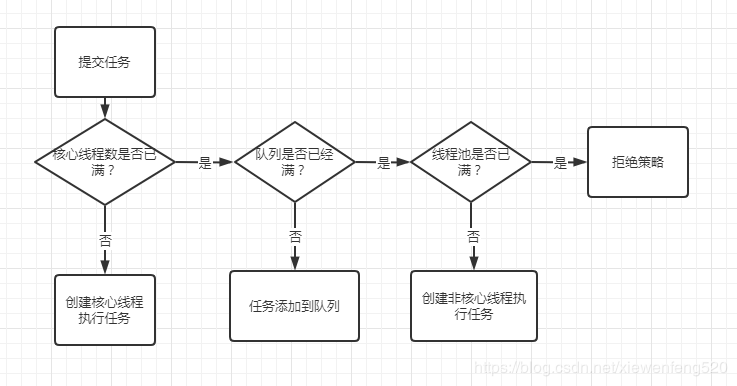 提交任务
核心线程数是否已
满？
是
队列是否已经
满？
是
线程池是否已
满？
是
拒绝策略
否
否
否
创建核心线程
执行任务
任务添加到队列
创建非核心线程执
行任务
https://blog.csdn.net/xiewenfeng520